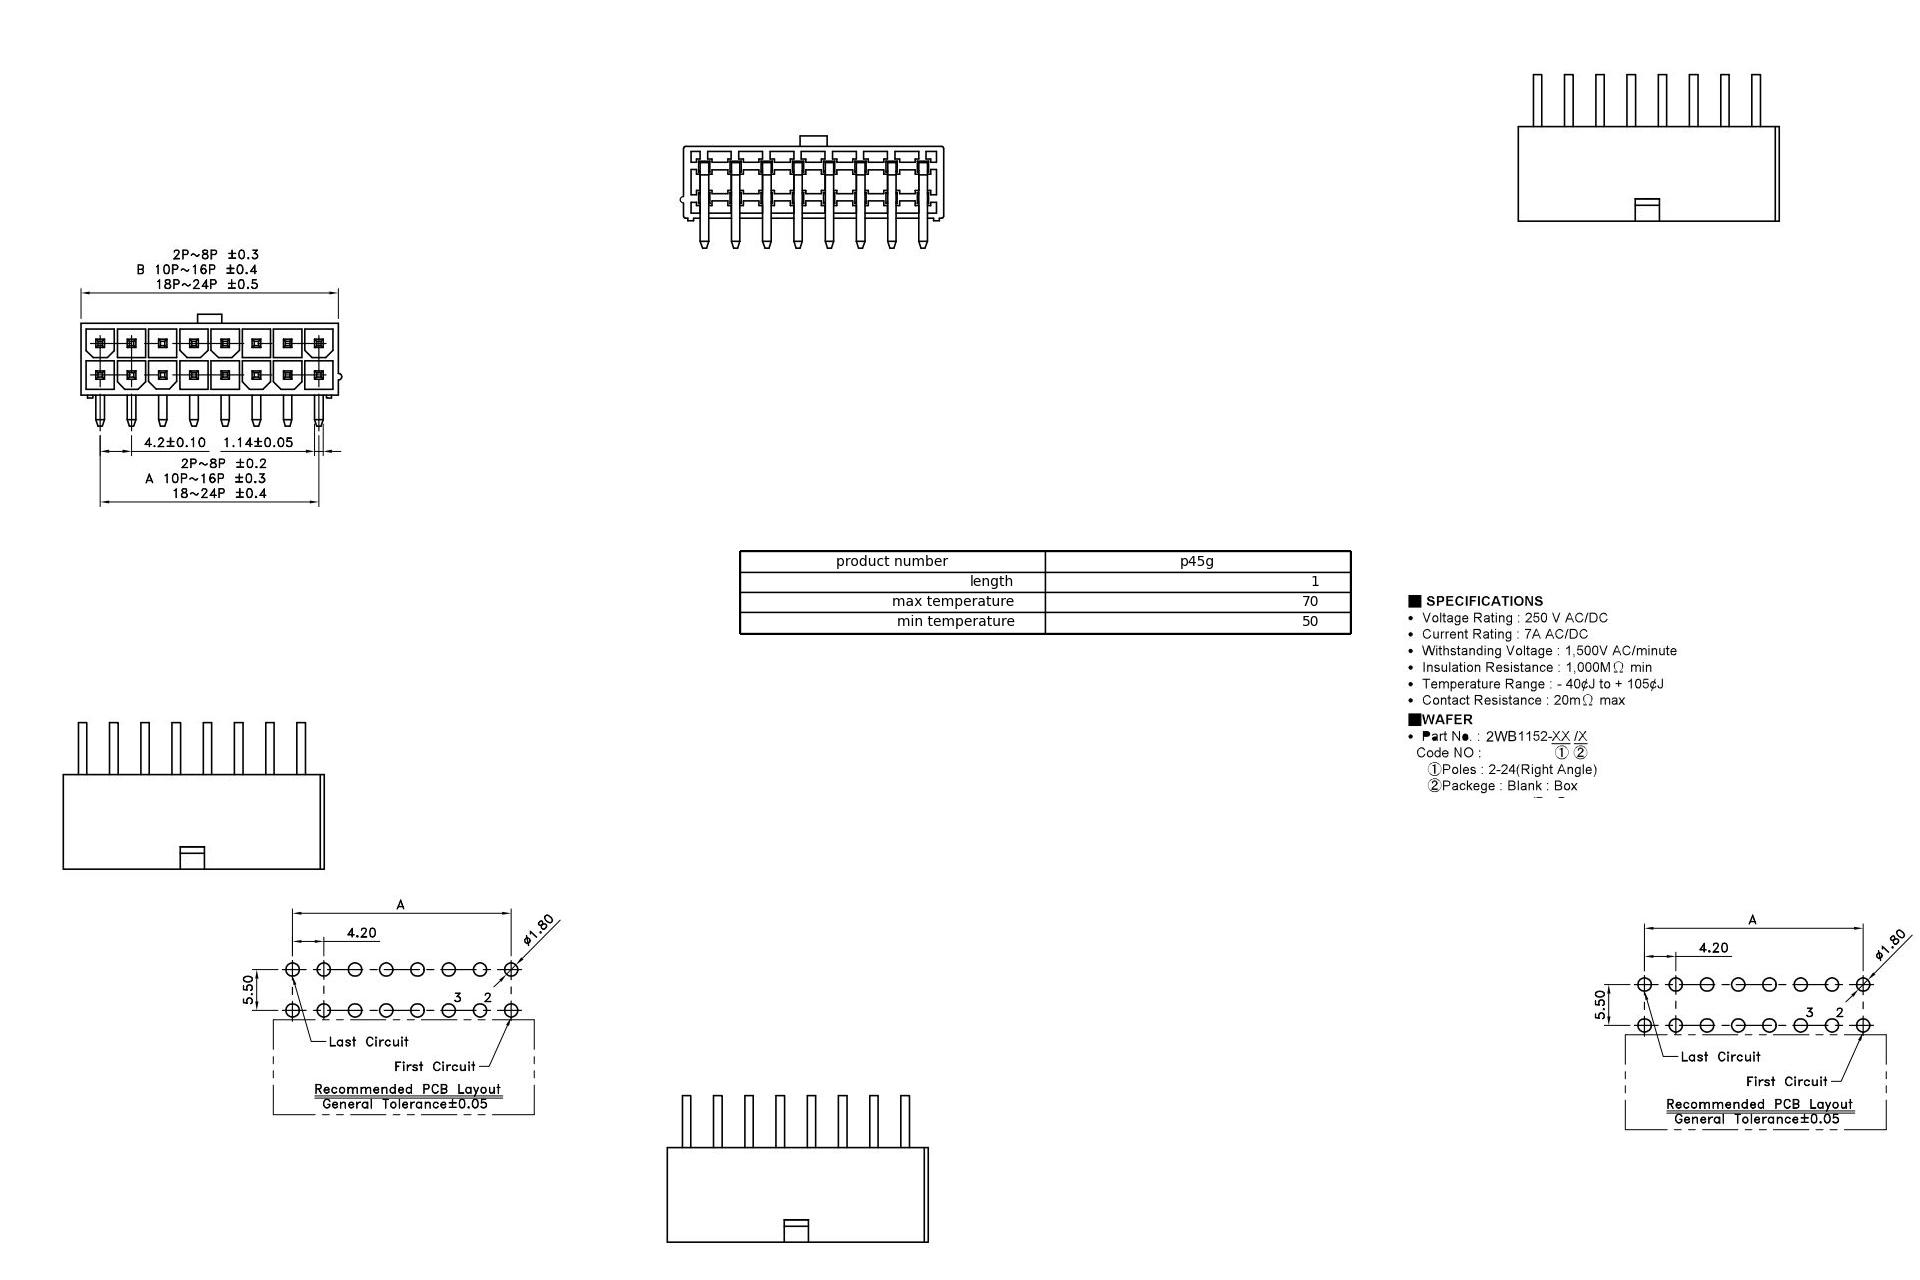 2P~8P ±0.3
B 10P~16P ±0.4
18P~24P ±0.5
4.2±0.10 1.14±0.05
2P~8P ±0.2
A 10P~16P ±0.3
18~24P ±0.4
product number p45g
length 1
max temperature 70
min temperature 50
■ SPECIFICATIONS
• Voltage Rating : 250 V AC/DC
• Current Rating : 7A AC/DC
• Withstanding Voltage : 1,500V AC/minute
• Insulation Resistance : 1,000MΩ min
• Temperature Range : - 40¢J to + 105¢J
• Contact Resistance : 20mΩ max
■WAFER
• Part No. : 2WB1152-XX /X
Code NO : ① ②
①Poles : 2-24(Right Angle)
②Packege : Blank : Box
A
4.20
ø1.80
5.50
3 2
Last Circuit
First Circuit
Recommended PCB Layout
General Tolerance±0.05
A
4.20
ø1.80
5.50
3 2
Last Circuit
First Circuit
Recommended PCB Layout
General Tolerance±0.05